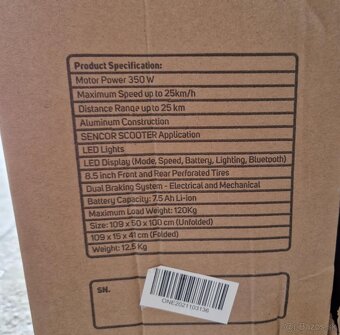 Product Specification:
Motor Power 350 W
Maximum Speed up to 25km/h
Distance Range up to 25 km
Aluminum Construction
SENCOR SCOOTER Application
LED Lights
LED Display (Mode, Speed, Battery, Lighting, Bluetooth)
8.5 inch Front and Rear Perforated Tires
Dual Braking System - Electrical and Mechanical
Battery Capacity: 7.5 Ah Li-ion
Maximum Load Weight: 120Kg
Size: 109 x 50 x 100 cm (Unfolded)
109 x 15 x 41 cm (Folded)
Weight: 12.5 Kg
SN.
ONE2021103136